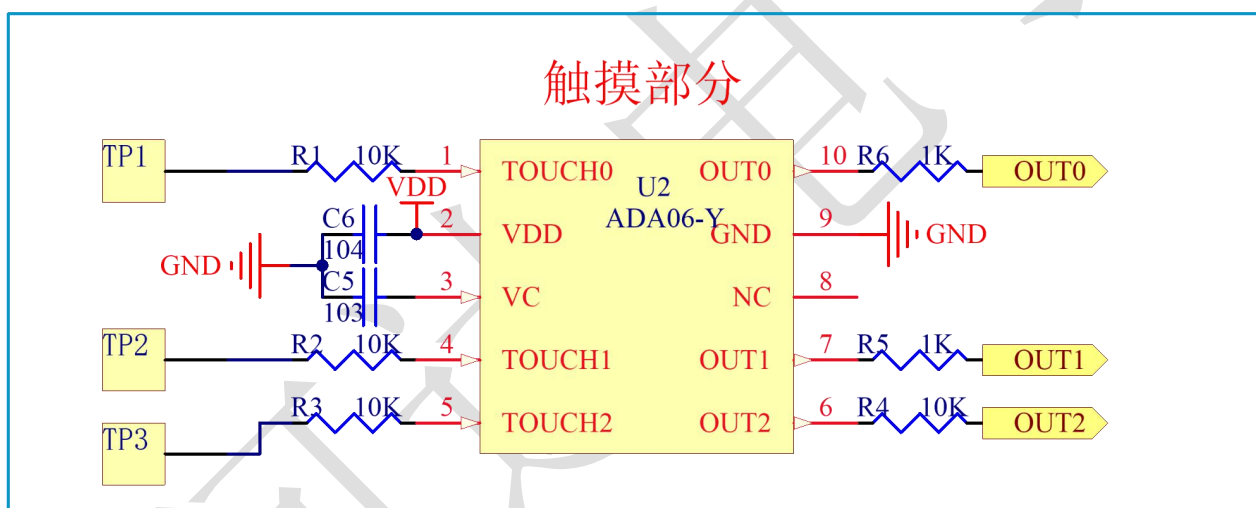 触摸部分
TP1
R1 10K 1 TOUCH0 OUT0 10 R6 1K OUT0
VDD U2
C6 2 ADA06-Y 9
104 VDD GND GND
GND
C5 3 8
103 VC NC
TP2
R2 10K 4 TOUCH1 OUT1 7 R5 1K OUT1
TP3
R3 10K 5 TOUCH2 OUT2 6 R4 10K OUT2